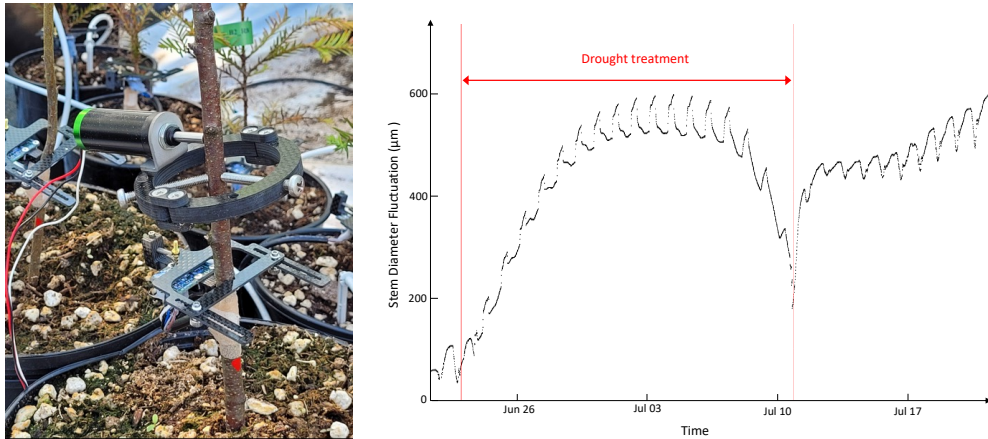 Drought treatment
Stem Diameter Fluctuation (µm )
600
400
200
0
Jun 26
Jul 03
Jul 10
Jul 17
Time